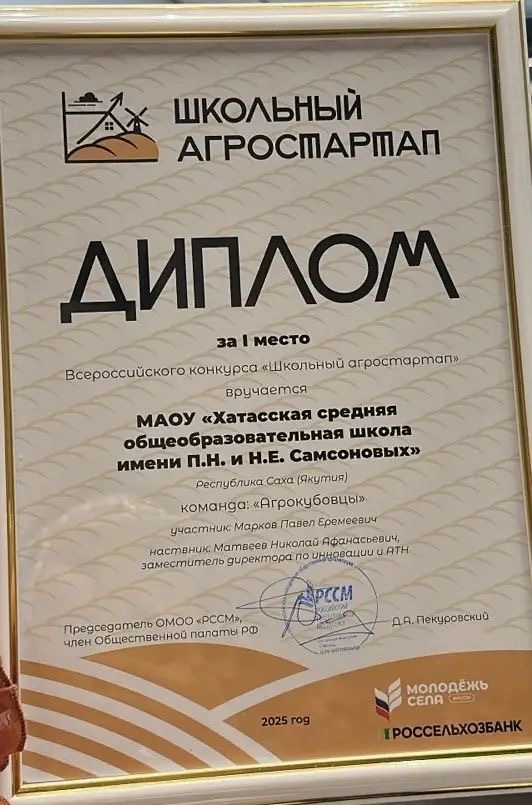 ШКОЛЬНЫЙ
АГРОСТАРТАП
ДИПЛОМ
за I место
Всероссийского конкурса «Школьный агростартап»
вручается
МАОУ «Хатасская средняя
общеобразовательная школа
имени П.Н. и Н.Е. Самсоновых»
Республика Саха (Якутия)
команда: «Агрокубовцы»
участник: Марков Павел Еремеевич
наствник: Матвеев Николай Афанасьевич,
заместитель директора по инновации и АТН
РССМ
Председатель ОМОО «РССМ»,
член Общественной палаты РФ
Д.А. Пекуровский
2025 год
МОЛОДЁЖЬ
СЕЛА
РОССЕЛЬХОЗБАНК